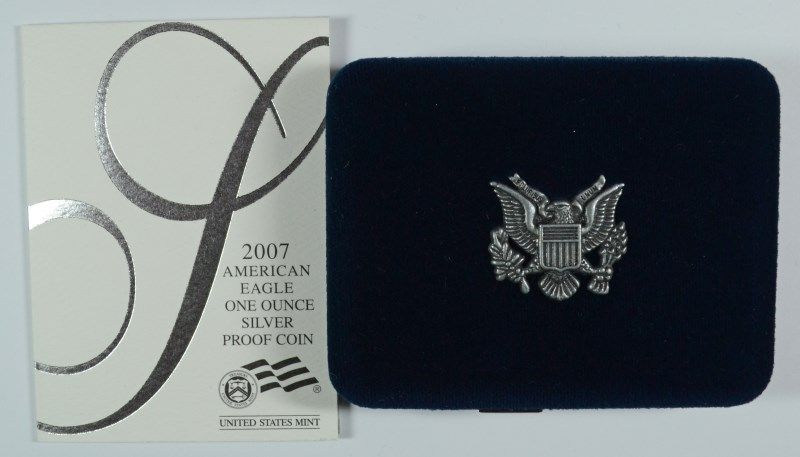 2007
AMERICAN
EAGLE
ONE OUNCE
SILVER
PROOF COIN
®
UNITED STATES MINT